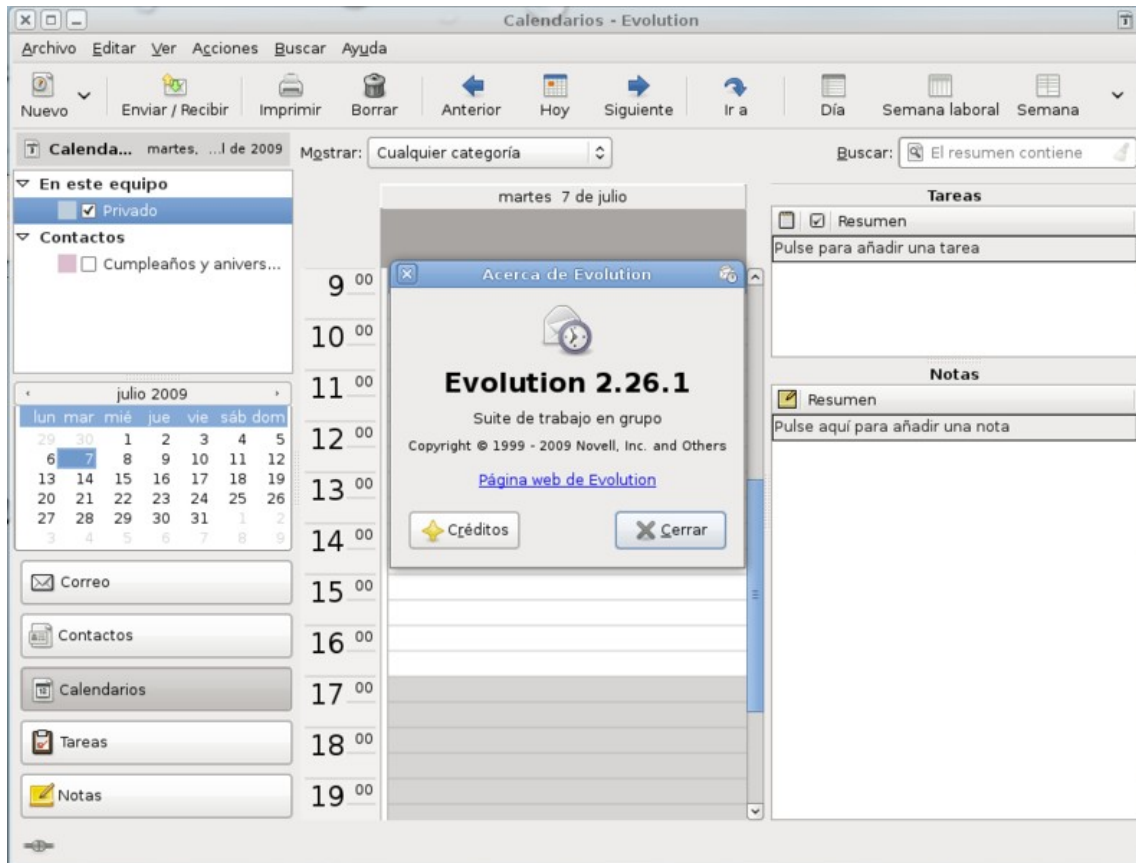 Calendarios - Evolution
Archivo Editar Ver Acciones Buscar Ayuda
Nuevo Enviar / Recibir Imprimir Borrar Anterior Hoy Siguiente Ir a Día Semana laboral Semana
Calenda... martes, ...l de 2009
Mostrar: Cualquier categoría
Buscar: El resumen contiene
En este equipo
Privado
Contactos
Cumpleaños y anivers...
julio 2009
lun mar mié jue vie sáb dom
29 30 1 2 3 4 5
6 7 8 9 10 11 12
13 14 15 16 17 18 19
20 21 22 23 24 25 26
27 28 29 30 31 1 2
3 4 5 6 7 8 9
Correo
Contactos
Calendarios
Tareas
Notas
martes 7 de julio
9 00
10 00
11 00
12 00
13 00
14 00
15 00
16 00
17 00
18 00
19 00
Acerca de Evolution
Evolution 2.26.1
Suite de trabajo en grupo
Copyright © 1999 - 2009 Novell, Inc. and Others
Página web de Evolution
Créditos Cerrar
Tareas
Resumen
Pulse para añadir una tarea
Notas
Resumen
Pulse aquí para añadir una nota